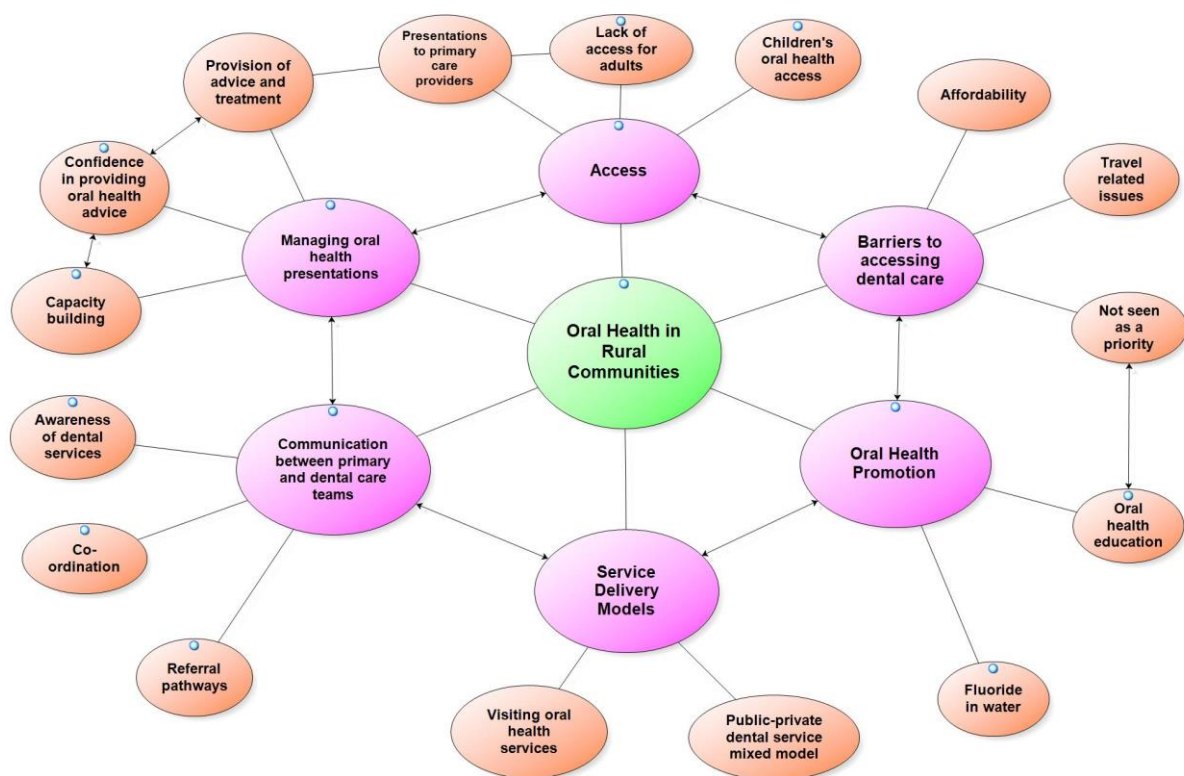 Presentations
to primary
care
providers
Lack of
access for
adults
Children's
oral health
access
Provision of
advice and
treatment
Affordability
Confidence
in providing
oral health
advice
Access
Travel
related
issues
Managing oral
health
presentations
Barriers to
accessing
dental care
Capacity
building
Oral Health in
Rural
Communities
Not seen
as a
priority
Awareness
of dental
services
Communication
between primary
and dental care
teams
Oral Health
Promotion
Co-
ordination
Service
Delivery
Models
Oral
health
education
Referral
pathways
Visiting oral
health
services
Public-private
dental service
mixed model
Fluoride
in water